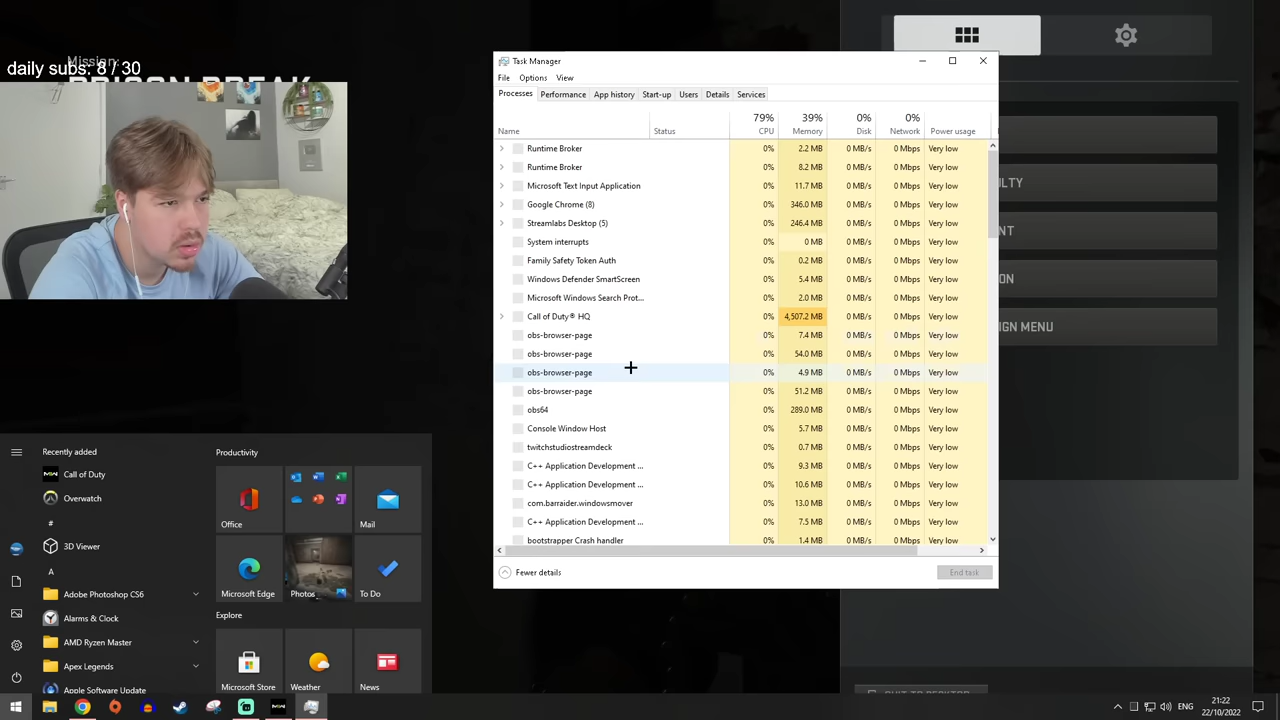 Mission:
daily subs: 8 / 30
PRISON BREAK
Task Manager
File Options View
Processes Performance App history Start-up Users Details Services
79% 39% 0% 0%
Name Status CPU Memory Disk Network Power usage
Runtime Broker 0% 2.2 MB 0 MB/s 0 Mbps Very low
Runtime Broker 0% 8.2 MB 0 MB/s 0 Mbps Very low
Microsoft Text Input Application 0% 11.7 MB 0 MB/s 0 Mbps Very low
Google Chrome (8) 0% 346.0 MB 0 MB/s 0 Mbps Very low
Streamlabs Desktop (5) 0% 246.4 MB 0 MB/s 0 Mbps Very low
System interrupts 0% 0 MB 0 MB/s 0 Mbps Very low
Family Safety Token Auth 0% 0.2 MB 0 MB/s 0 Mbps Very low
Windows Defender SmartScreen 0% 5.4 MB 0 MB/s 0 Mbps Very low
Microsoft Windows Search Prot... 0% 2.0 MB 0 MB/s 0 Mbps Very low
Call of Duty® HQ 0% 4,507.2 MB 0 MB/s 0 Mbps Very low
obs-browser-page 0% 7.4 MB 0 MB/s 0 Mbps Very low
obs-browser-page 0% 54.0 MB 0 MB/s 0 Mbps Very low
obs-browser-page 0% 4.9 MB 0 MB/s 0 Mbps Very low
obs-browser-page 0% 51.2 MB 0 MB/s 0 Mbps Very low
obs64 0% 289.0 MB 0 MB/s 0 Mbps Very low
Console Window Host 0% 5.7 MB 0 MB/s 0 Mbps Very low
twitchstudiostreamdeck 0% 0.7 MB 0 MB/s 0 Mbps Very low
C++ Application Development ... 0% 9.3 MB 0 MB/s 0 Mbps Very low
C++ Application Development ... 0% 10.6 MB 0 MB/s 0 Mbps Very low
com.barraider.windowsmover 0% 13.0 MB 0 MB/s 0 Mbps Very low
C++ Application Development ... 0% 7.5 MB 0 MB/s 0 Mbps Very low
bootstrapper Crash handler 0% 1.4 MB 0 MB/s 0 Mbps Very low
Fewer details
End task
LTY
NT
ON
IGN MENU
QUIT TO DESKTOP
Recently added
Call of Duty
Overwatch
#
3D Viewer
A
Adobe Photoshop CS6
Alarms & Clock
AMD Ryzen Master
Apex Legends
Apple Software Update
Productivity
Office
Mail
Microsoft Edge
Photos
To Do
Explore
Microsoft Store
Weather
News
ENG
21:22
22/10/2022